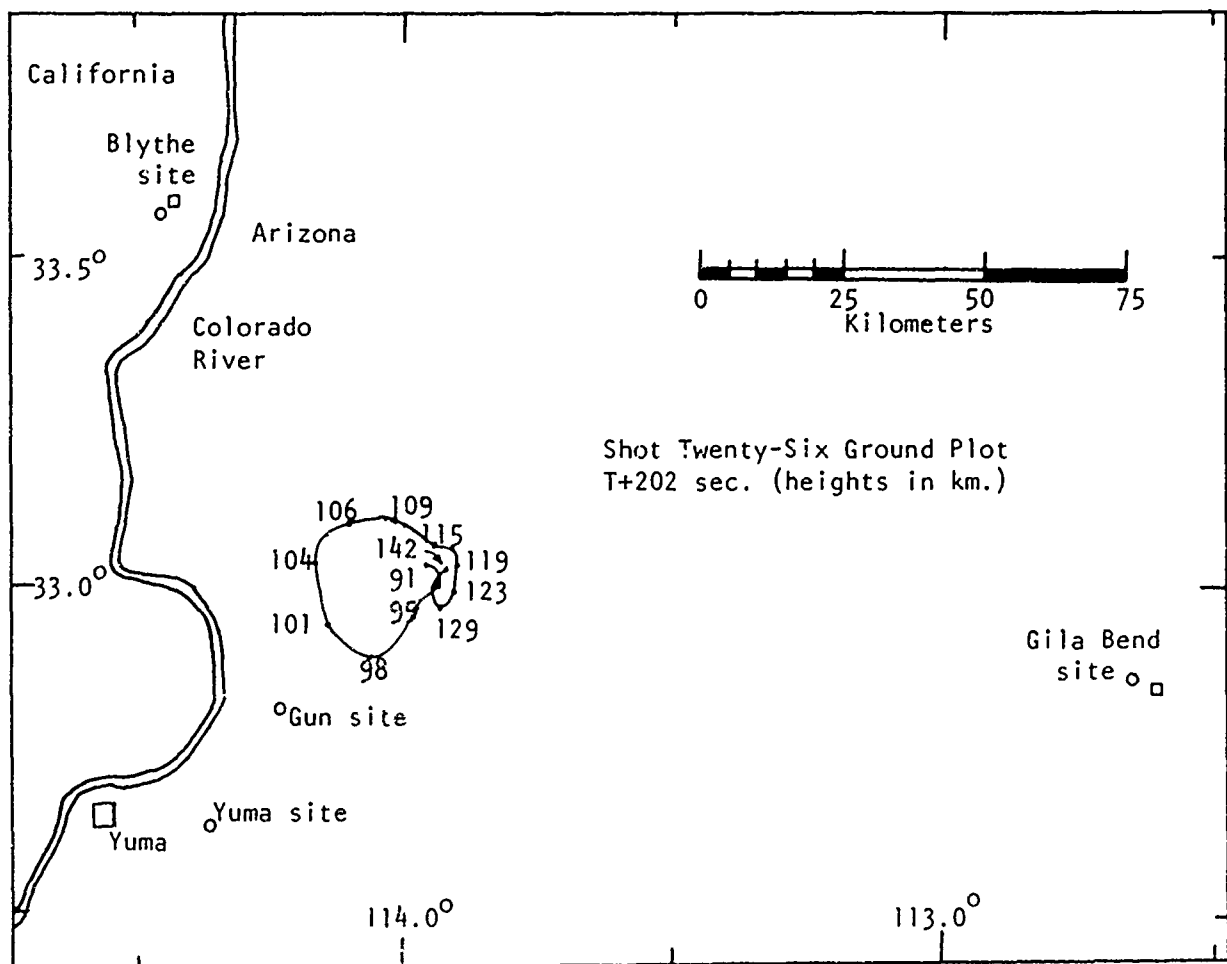 California
Blythe
site
Arizona
33.5°
0 25 50 75
Kilometers
Colorado
River
Shot Twenty-Six Ground Plot
T+202 sec. (heights in km.)
106
109
115
142
104
119
91
33.0°
123
95
101
129
98
Gila Bend
site
Gun site
Yuma site
Yuma
114.0°
113.0°